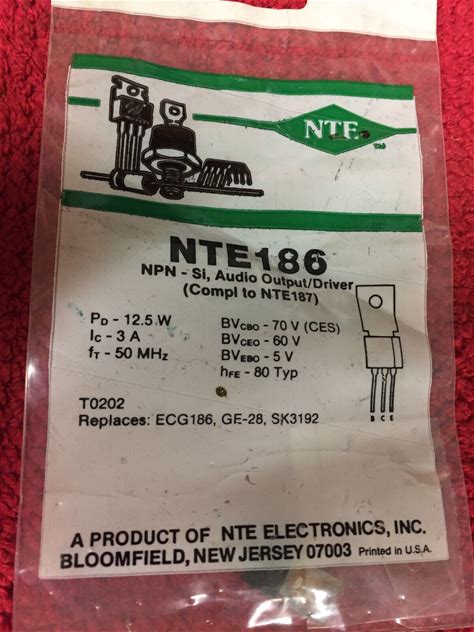 NTE
TM
NTE186
NPN - Si, Audio Output/Driver
(Compl to NTE187)
PD - 12.5 W
IC - 3 A
fT - 50 MHz
BVCBO - 70 V (CES)
BVCEO - 60 V
BVEBO - 5 V
hFE - 80 Typ
B C E
T0202
Replaces: ECG186, GE-28, SK3192
A PRODUCT OF NTE ELECTRONICS, INC.
BLOOMFIELD, NEW JERSEY 07003 Printed in U.S.A.